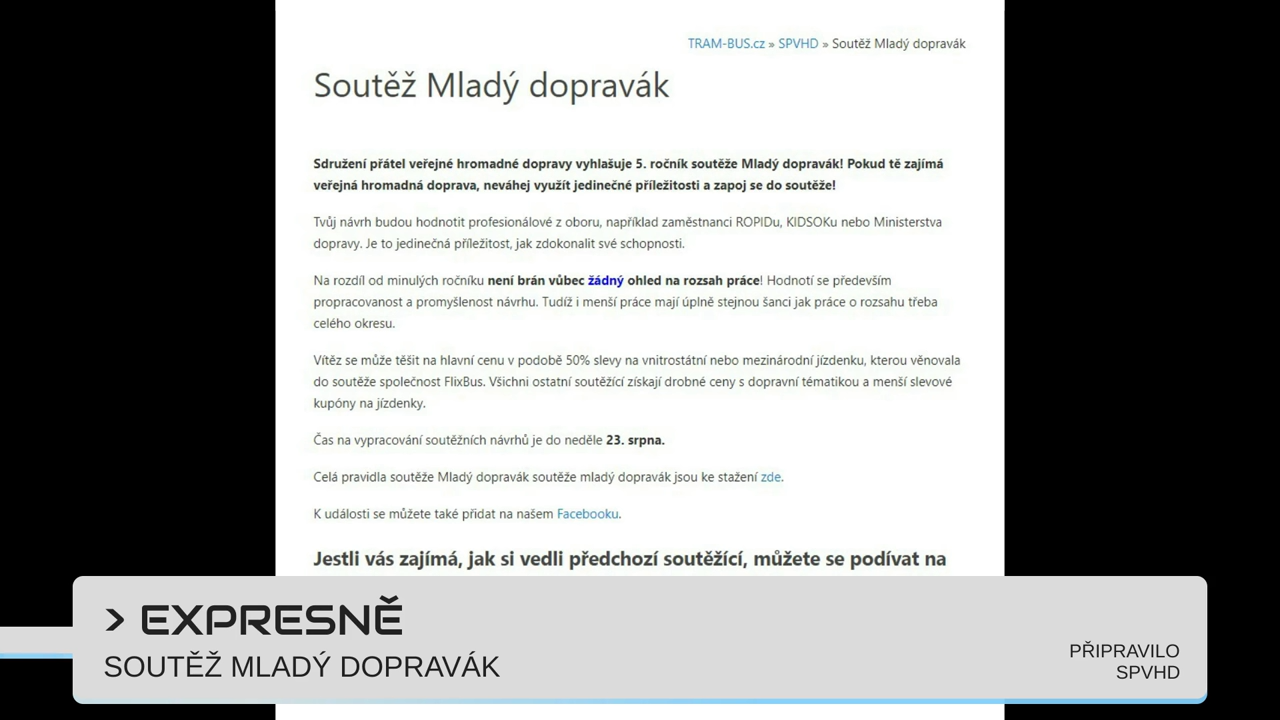 TRAM-BUS.cz » SPVHD » Soutěž Mladý dopravák
Soutěž Mladý dopravák
Sdružení přátel veřejné hromadné dopravy vyhlašuje 5. ročník soutěže Mladý dopravák! Pokud tě zajímá
veřejná hromadná doprava, neváhej využít jedinečné příležitosti a zapoj se do soutěže!
Tvůj návrh budou hodnotit profesionálové z oboru, například zaměstnanci ROPIDu, KIDSOKu nebo Ministerstva
dopravy. Je to jedinečná příležitost, jak zdokonalit své schopnosti.
Na rozdíl od minulých ročníku není brán vůbec žádný ohled na rozsah práce! Hodnotí se především
propracovanost a promyšlenost návrhu. Tudíž i menší práce mají úplně stejnou šanci jak práce o rozsahu třeba
celého okresu.
Vítěz se může těšit na hlavní cenu v podobě 50% slevy na vnitrostátní nebo mezinárodní jízdenku, kterou věnovala
do soutěže společnost FlixBus. Všichni ostatní soutěžící získají drobné ceny s dopravní tématikou a menší slevové
kupóny na jízdenky.
Čas na vypracování soutěžních návrhů je do neděle 23. srpna.
Celá pravidla soutěže Mladý dopravák soutěže mladý dopravák jsou ke stažení zde.
K události se můžete také přidat na našem Facebooku.
Jestli vás zajímá, jak si vedli předchozí soutěžící, můžete se podívat na
> EXPRESNĚ
SOUTĚŽ MLADÝ DOPRAVÁK
PŘIPRAVILO
SPVHD